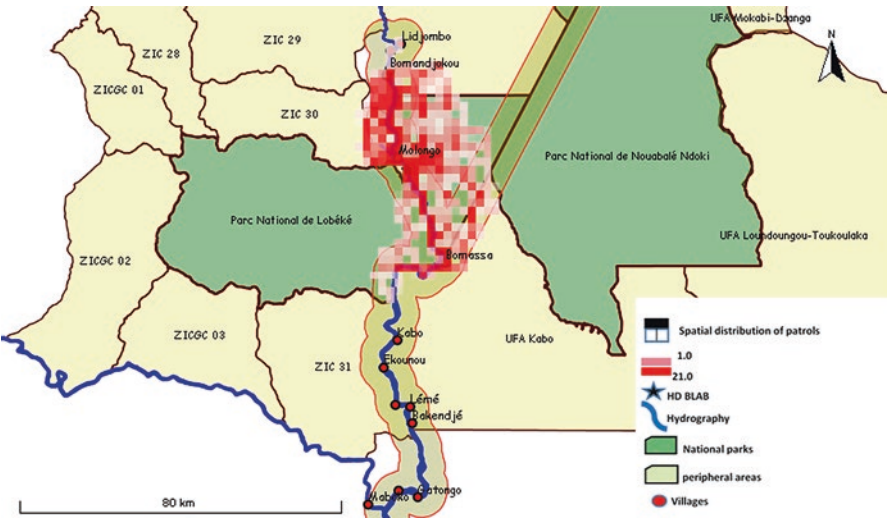 UFA Mokabi-Dzanga
N
ZIC 28
ZIC 29
Lidjombo
Bomandjokou
ZICGC 01
ZIC 30
Molongo
Parc National de Nouabalé Ndoki
Parc National de Lobéké
UFA Loundoungou-Toukoulaka
Bomassa
ZICGC 02
ZICGC 03
Kabo
UFA Kabo
Ekounou
ZIC 31
Lémé
Bakendjé
Gatongo
80 km
Spatial distribution of patrols
1.0
21.0
HD BLAB
Hydrography
National parks
peripheral areas
Villages